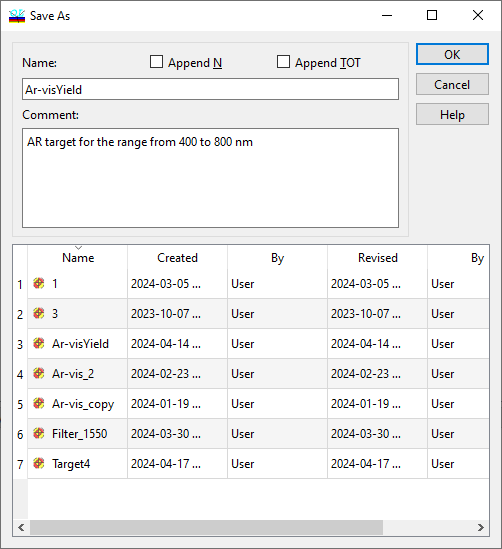 Save As
Name:
Append N
Append TOT
OK
Ar-visYield
Cancel
Comment:
Help
AR target for the range from 400 to 800 nm
Name Created By Revised By
1 1 2024-03-05 ... User 2024-03-05 ... User
2 3 2023-10-07 ... User 2023-10-07 ... User
3 Ar-visYield 2024-04-14 ... User 2024-04-14 ... User
4 Ar-vis_2 2024-02-23 ... User 2024-02-23 ... User
5 Ar-vis_copy 2024-01-19 ... User 2024-01-19 ... User
6 Filter_1550 2024-03-30 ... User 2024-03-30 ... User
7 Target4 2024-04-17 ... User 2024-04-17 ... User